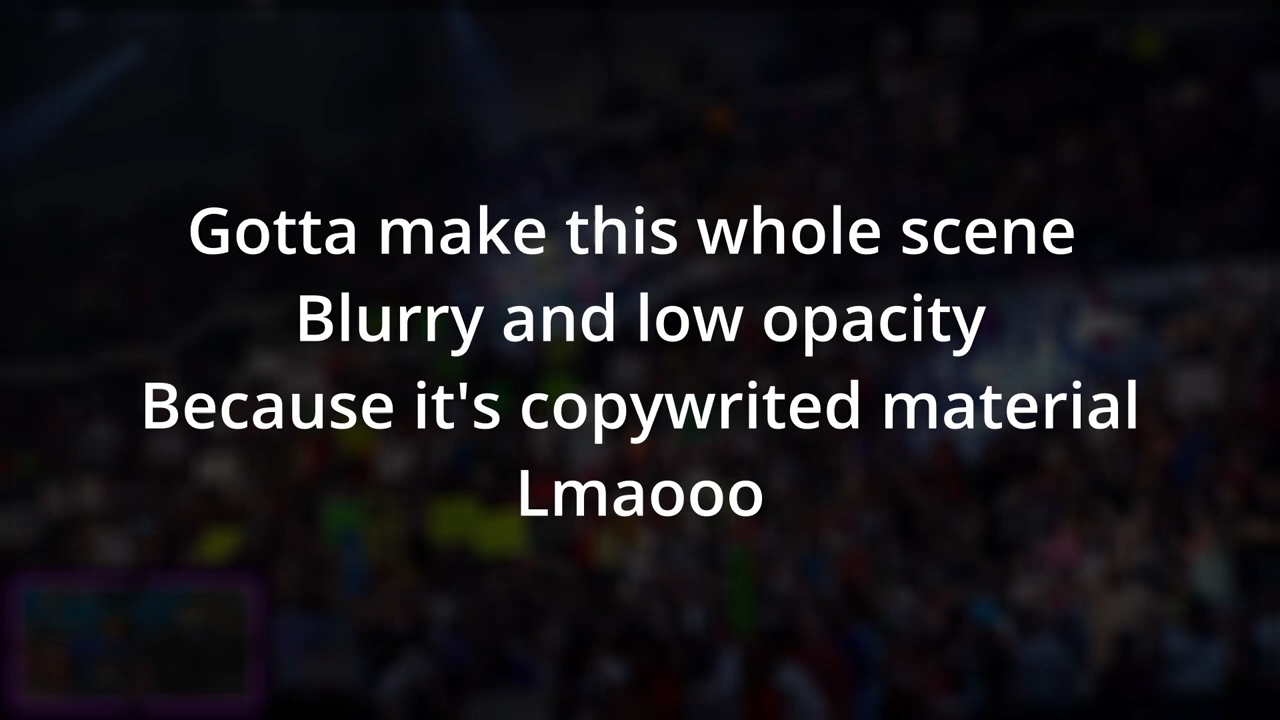 Gotta make this whole scene
Blurry and low opacity
Because it's copywrited material
Lmaooo